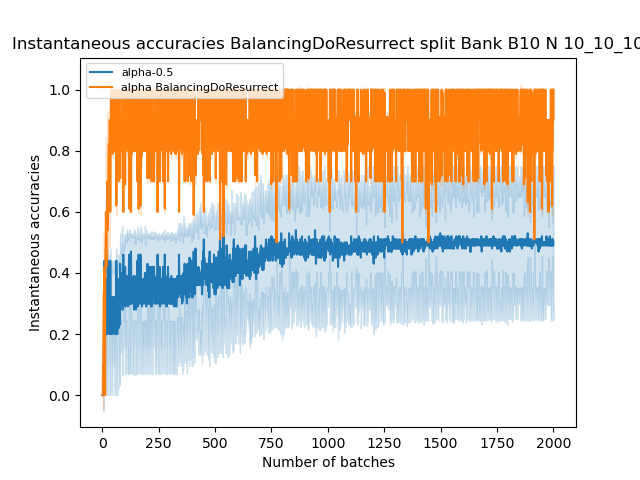 Instantaneous accuracies BalancingDoResurrect split Bank B10 N 10_10_10
alpha-0.5
alpha BalancingDoResurrect
Instantaneous accuracies
1.0
0.8
0.6
0.4
0.2
0.0
0 250 500 750 1000 1250 1500 1750 2000
Number of batches